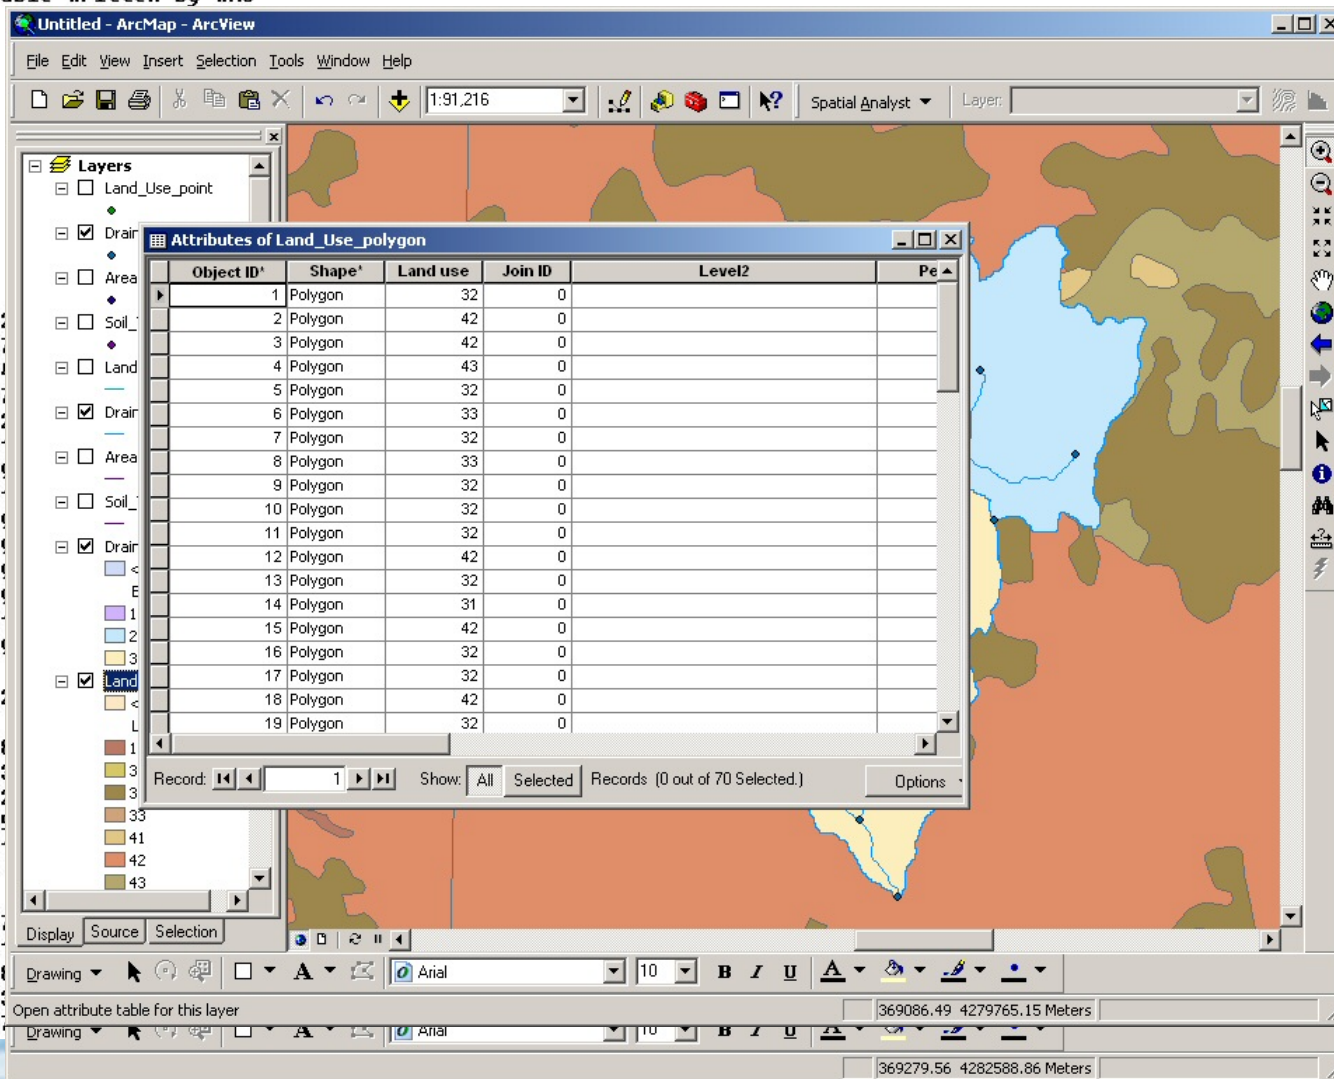 Untitled - ArcMap - ArcView
File Edit View Insert Selection Tools Window Help
1:91,216 Spatial Analyst Layer:
Layers
Land_Use_point
Drain
Area
Soil_
Land
Drain
Area
Soil_
Drain
<
1
2
3
Land
<
L
1
3
3
33
41
42
43
Display Source Selection
Attributes of Land_Use_polygon
Object ID* Shape* Land use Join ID Level2 Pe
1 Polygon 32 0
2 Polygon 42 0
3 Polygon 42 0
4 Polygon 43 0
5 Polygon 32 0
6 Polygon 33 0
7 Polygon 32 0
8 Polygon 33 0
9 Polygon 32 0
10 Polygon 32 0
11 Polygon 32 0
12 Polygon 42 0
13 Polygon 32 0
14 Polygon 31 0
15 Polygon 42 0
16 Polygon 32 0
17 Polygon 32 0
18 Polygon 42 0
19 Polygon 32 0
Record: 1 Show: All Selected Records (0 out of 70 Selected.) Options
Drawing A Arial 10 B I U A
Open attribute table for this layer 369086.49 4279765.15 Meters
Drawing A Arial 10 B I U A
369279.56 4282588.86 Meters